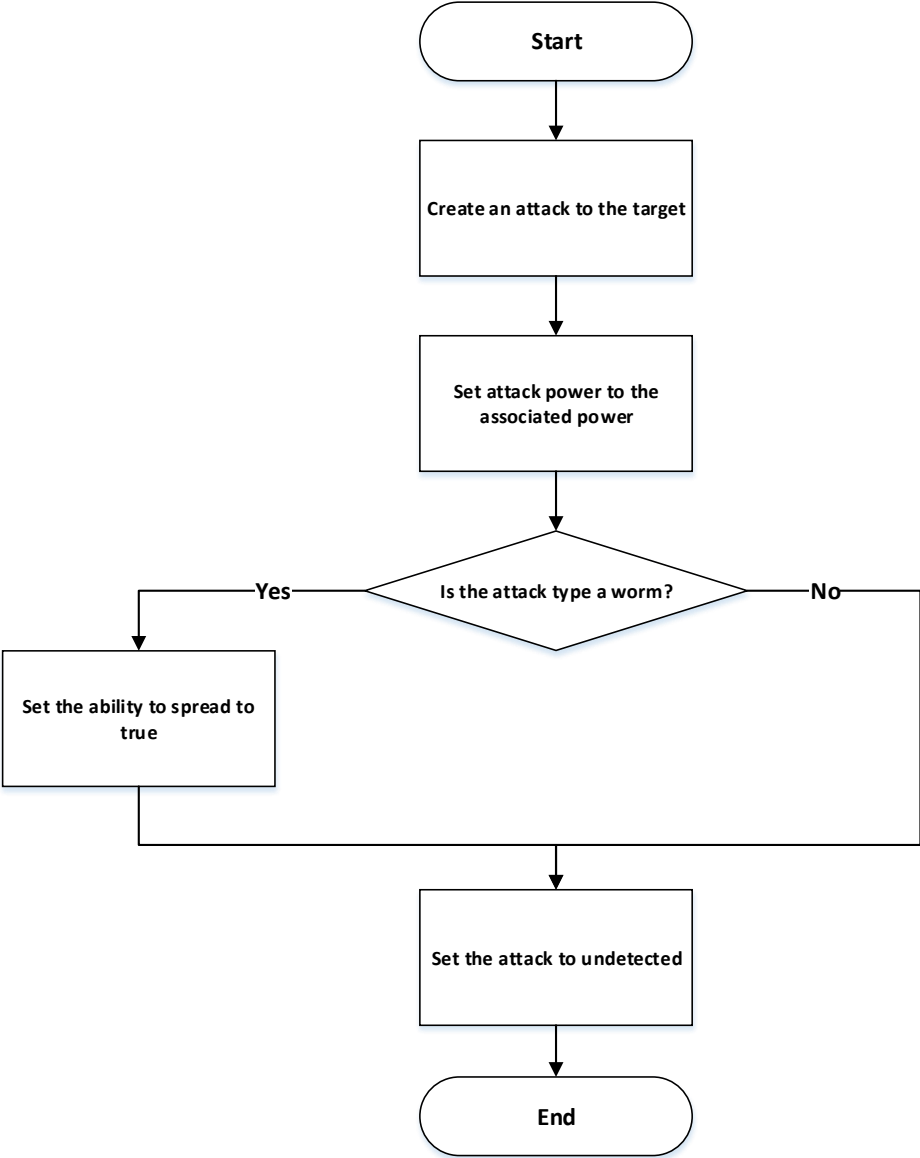 Start
Create an attack to the target
Set attack power to the
associated power
Is the attack type a worm?
Yes
No
Set the ability to spread to
true
Set the attack to undetected
End